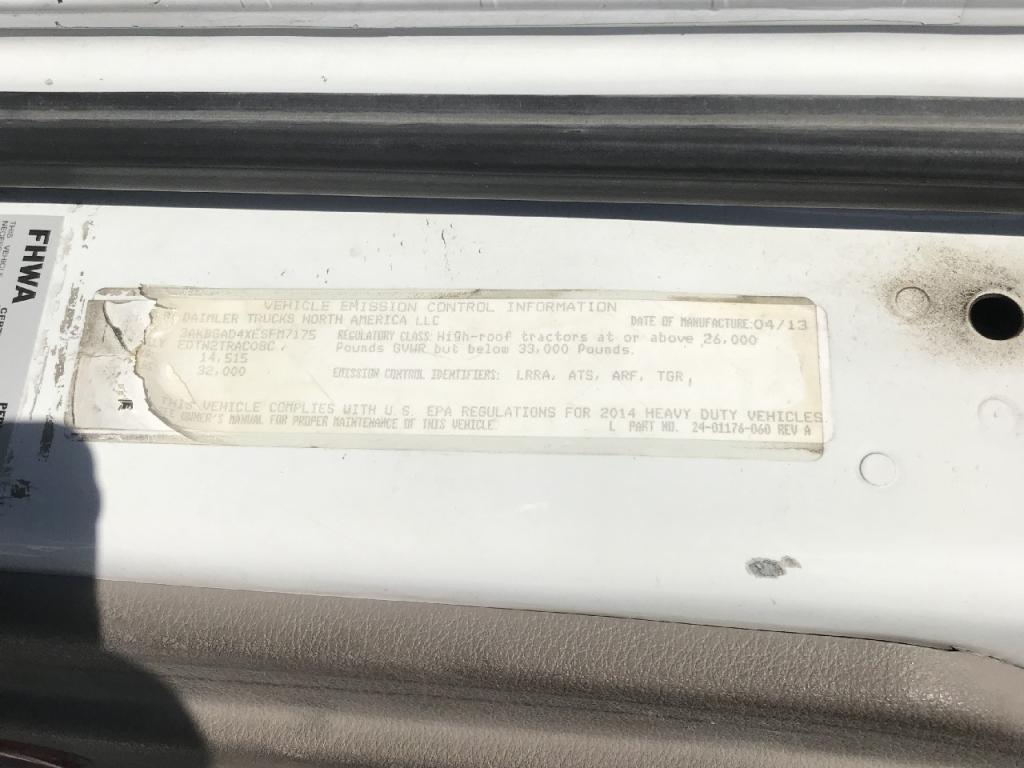 VEHICLE EMISSION CONTROL INFORMATION
BY DAIMLER TRUCKS NORTH AMERICA LLC DATE OF MANUFACTURE:04/13
3AKBGAD4XESFM7175 REGULATORY CLASS: High-roof tractors at or above 26,000
EDTN2TRAC08C, Pounds GVWR but below 33,000 Pounds.
14,515
32,000 EMISSION CONTROL IDENTIFIERS: LRRA, ATS, ARF, TGR,
THIS VEHICLE COMPLIES WITH U.S. EPA REGULATIONS FOR 2014 HEAVY DUTY VEHICLES
OWNER'S MANUAL FOR PROPER MAINTENANCE OF THIS VEHICLE L PART NO. 24-01176-060 REV A
FHWA
THIS VEHICLE